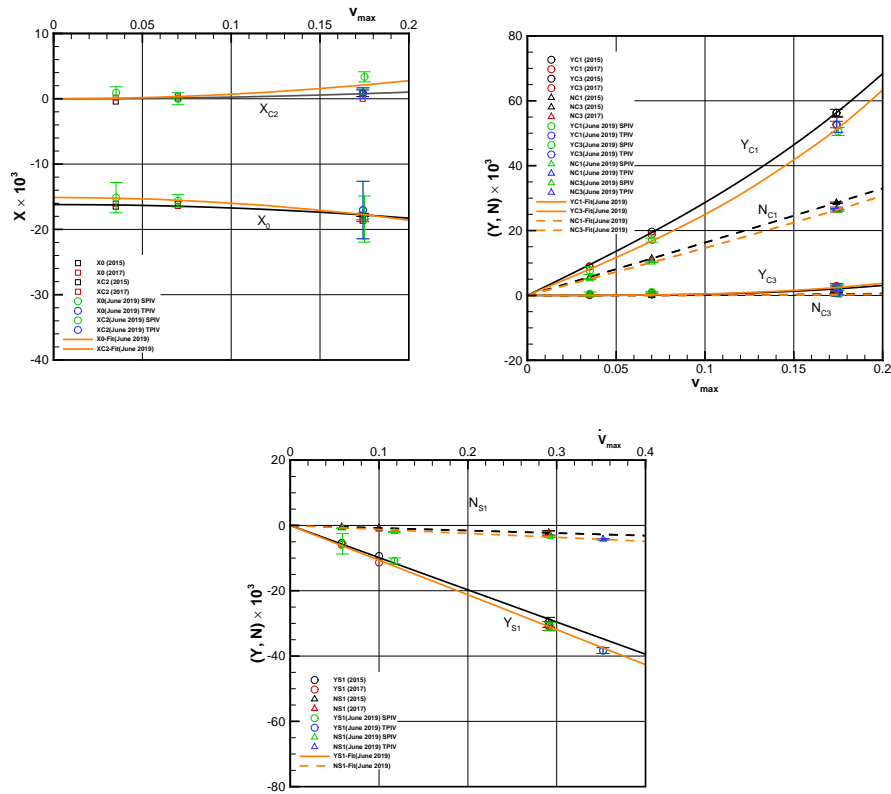 v_max
0 0.05 0.1 0.15 0.2
10
0
-10
-20
-30
-40
X × 10^3
X_C2
X_0
X0 (2015)
X0 (2017)
XC2 (2015)
XC2 (2017)
X0(June 2019) SPIV
X0(June 2019) TPIV
XC2(June 2019) SPIV
XC2(June 2019) TPIV
X0-Fit(June 2019)
XC2-Fit(June 2019)
80
60
40
20
0
-20
(Y, N) × 10^3
YC1 (2015)
YC1 (2017)
YC3 (2015)
YC3 (2017)
NC1 (2015)
NC3 (2015)
NC3 (2017)
YC1(June 2019) SPIV
YC1(June 2019) TPIV
YC3(June 2019) SPIV
YC3(June 2019) TPIV
NC1(June 2019) SPIV
NC1(June 2019) TPIV
NC3(June 2019) SPIV
NC3(June 2019) TPIV
YC1-Fit(June 2019)
YC3-Fit(June 2019)
NC1-Fit(June 2019)
NC3-Fit(June 2019)
Y_C1
N_C1
Y_C3
N_C3
0 0.05 0.1 0.15 0.2
v_max
v̇_max
0 0.1 0.2 0.3 0.4
20
0
-20
-40
-60
-80
(Y, N) × 10^3
N_S1
Y_S1
YS1 (2015)
YS1 (2017)
NS1 (2015)
NS1 (2017)
YS1(June 2019) SPIV
YS1(June 2019) TPIV
NS1(June 2019) SPIV
NS1(June 2019) TPIV
YS1-Fit(June 2019)
NS1-Fit(June 2019)